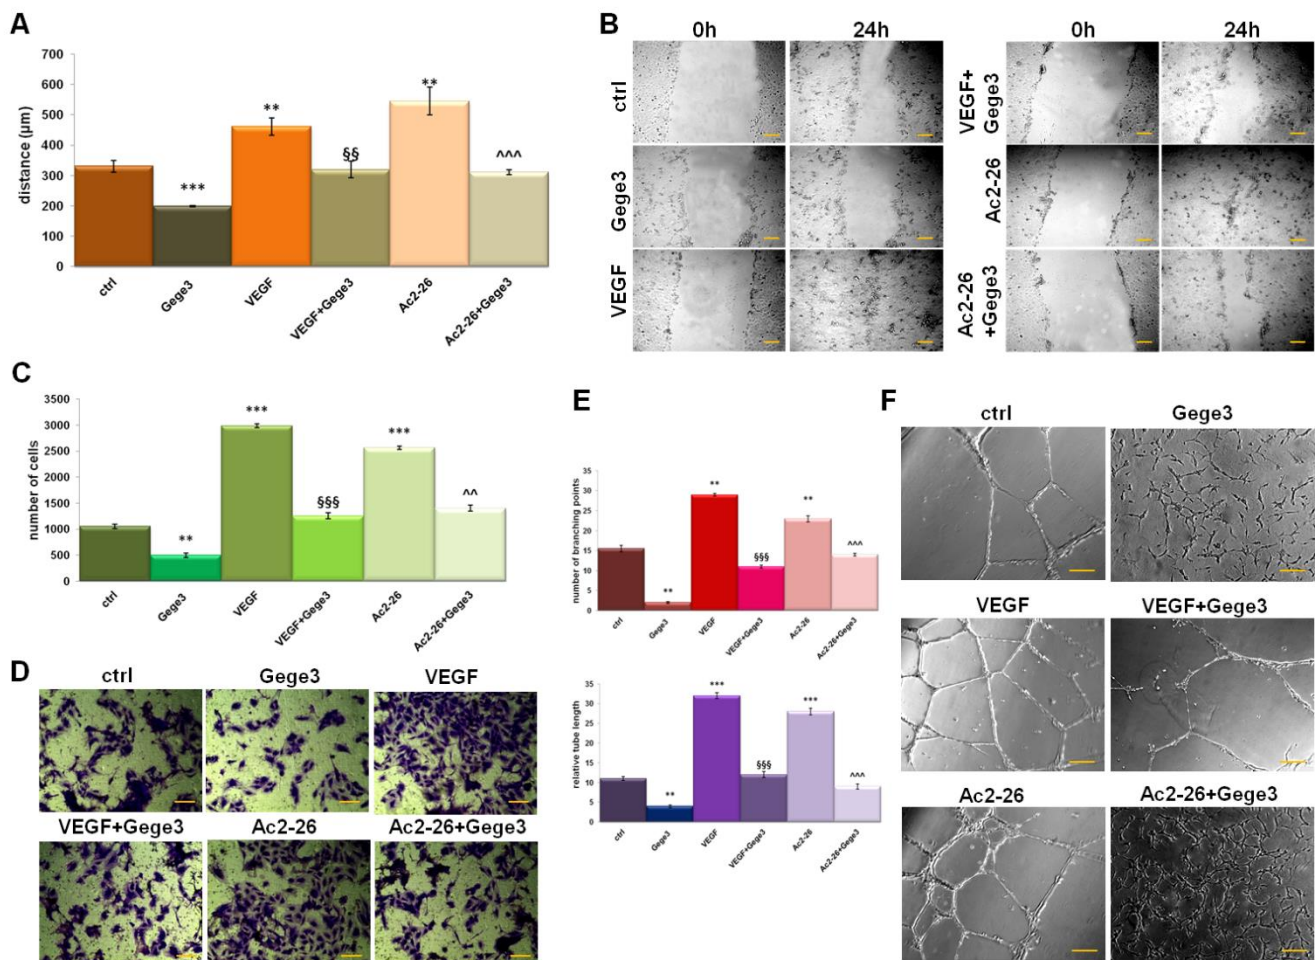 A
distance (µm)
700
600
500
400
300
200
100
0
**
**
§§
^^^
***
ctrl
Gege3
VEGF
VEGF+Gege3
Ac2-26
Ac2-26+Gege3
B
0h
24h
0h
24h
ctrl
Gege3
VEGF
VEGF+
Gege3
Ac2-26
Ac2-26
+Gege3
C
number of cells
3500
3000
2500
2000
1500
1000
500
0
***
***
§§§
^^
**
ctrl
Gege3
VEGF
VEGF+Gege3
Ac2-26
Ac2-26+Gege3
D
ctrl
Gege3
VEGF
VEGF+Gege3
Ac2-26
Ac2-26+Gege3
E
number of branching points
35
30
25
20
15
10
5
0
**
**
§§§
^^^
**
ctrl
Gege3
VEGF
VEGF+Gege3
Ac2-26
Ac2-26+Gege3
relative tube length
35
30
25
20
15
10
5
0
***
***
§§§
^^^
**
ctrl
Gege3
VEGF
VEGF+Gege3
Ac2-26
Ac2-26+Gege3
F
ctrl
Gege3
VEGF
VEGF+Gege3
Ac2-26
Ac2-26+Gege3